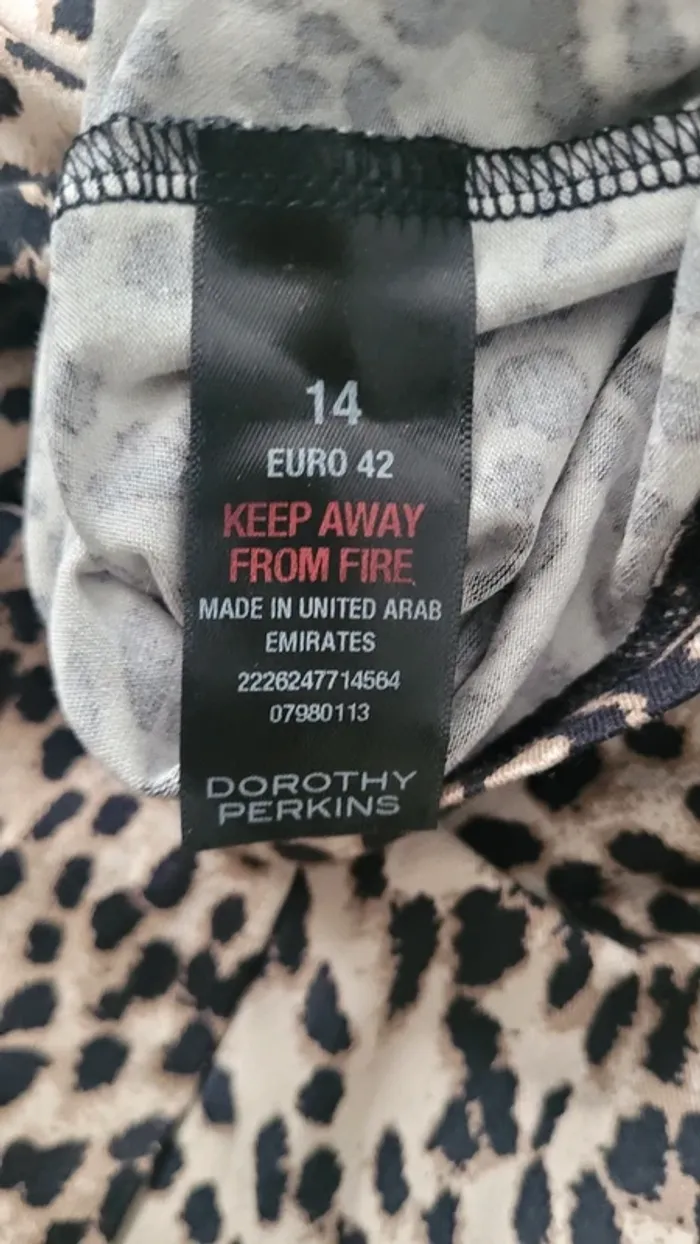 14
EURO 42
KEEP AWAY
FROM FIRE
MADE IN UNITED ARAB
EMIRATES
2226247714564
07980113
DOROTHY
PERKINS